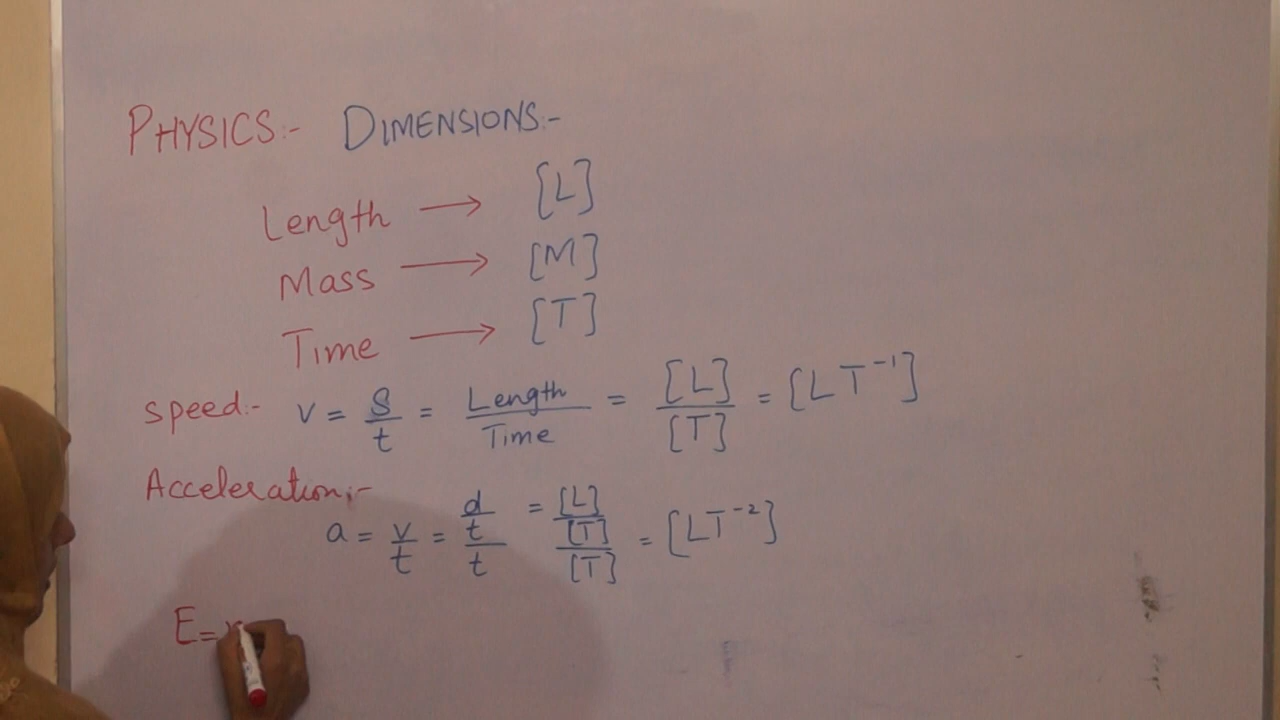 PHYSICS:- DIMENSIONS:-
Length → [L]
Mass → [M]
Time → [T]
Speed:- v = S/t = Length/Time = [L]/[T] = [LT⁻¹]
Acceleration:-
a = v/t = d/t/t = [L]/[T]/[T] = [LT⁻²]
E=